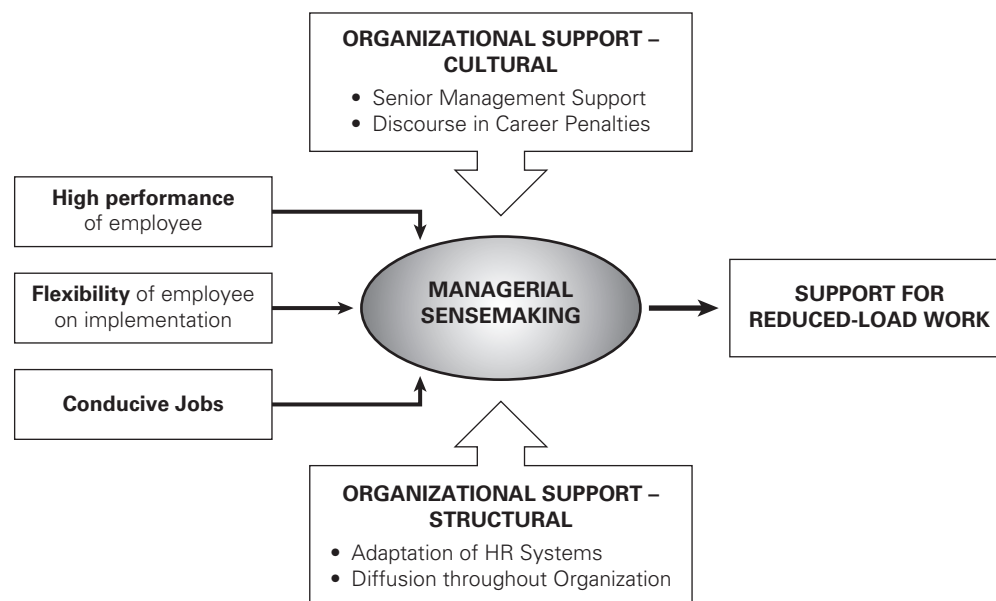 ORGANIZATIONAL SUPPORT –
CULTURAL
• Senior Management Support
• Discourse in Career Penalties
High performance
of employee
Flexibility of employee
on implementation
Conducive Jobs
MANAGERIAL
SENSEMAKING
SUPPORT FOR
REDUCED-LOAD WORK
ORGANIZATIONAL SUPPORT –
STRUCTURAL
• Adaptation of HR Systems
• Diffusion throughout Organization